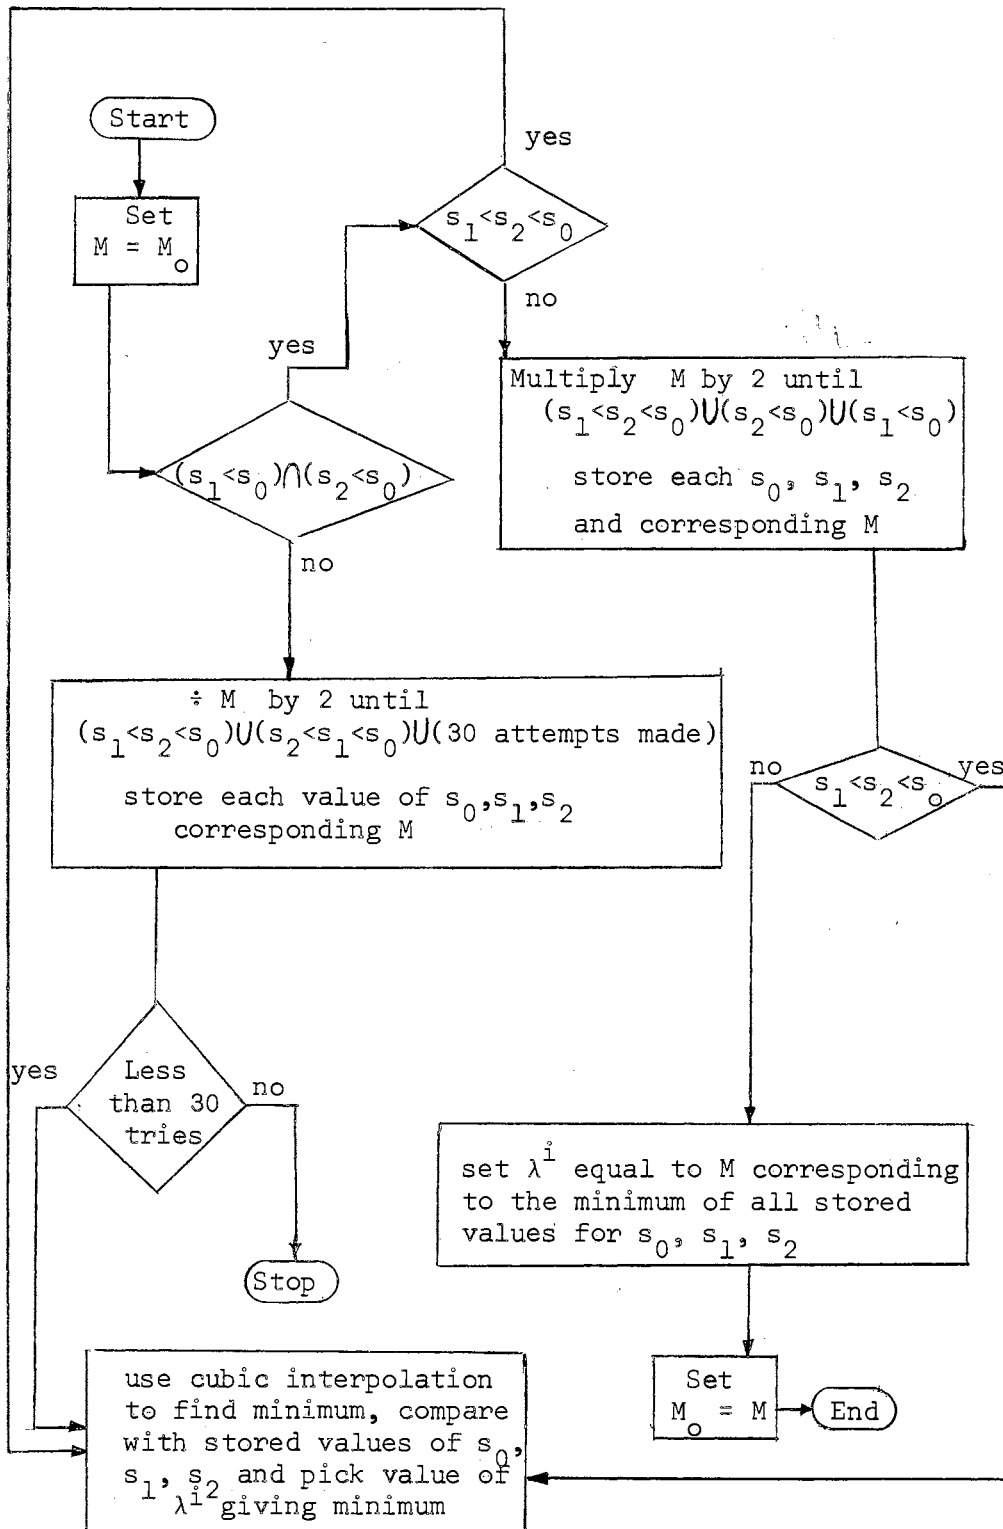 Start
yes
Set
M = M₀
s₁<s₂<s₀
no
yes
Multiply M by 2 until
(s₁<s₂<s₀)∪(s₂<s₀)∪(s₁<s₀)
store each s₀, s₁, s₂
and corresponding M
(s₁<s₀)∩(s₂<s₀)
no
÷ M by 2 until
(s₁<s₂<s₀)∪(s₂<s₁<s₀)∪(30 attempts made)
store each value of s₀,s₁,s₂
corresponding M
no
s₁<s₂<s₀
yes
yes
Less
than 30
tries
no
set λⁱ equal to M corresponding
to the minimum of all stored
values for s₀, s₁, s₂
Stop
use cubic interpolation
to find minimum, compare
with stored values of s₀,
s₁, s₂ and pick value of
λⁱ giving minimum
Set
M₀ = M
End